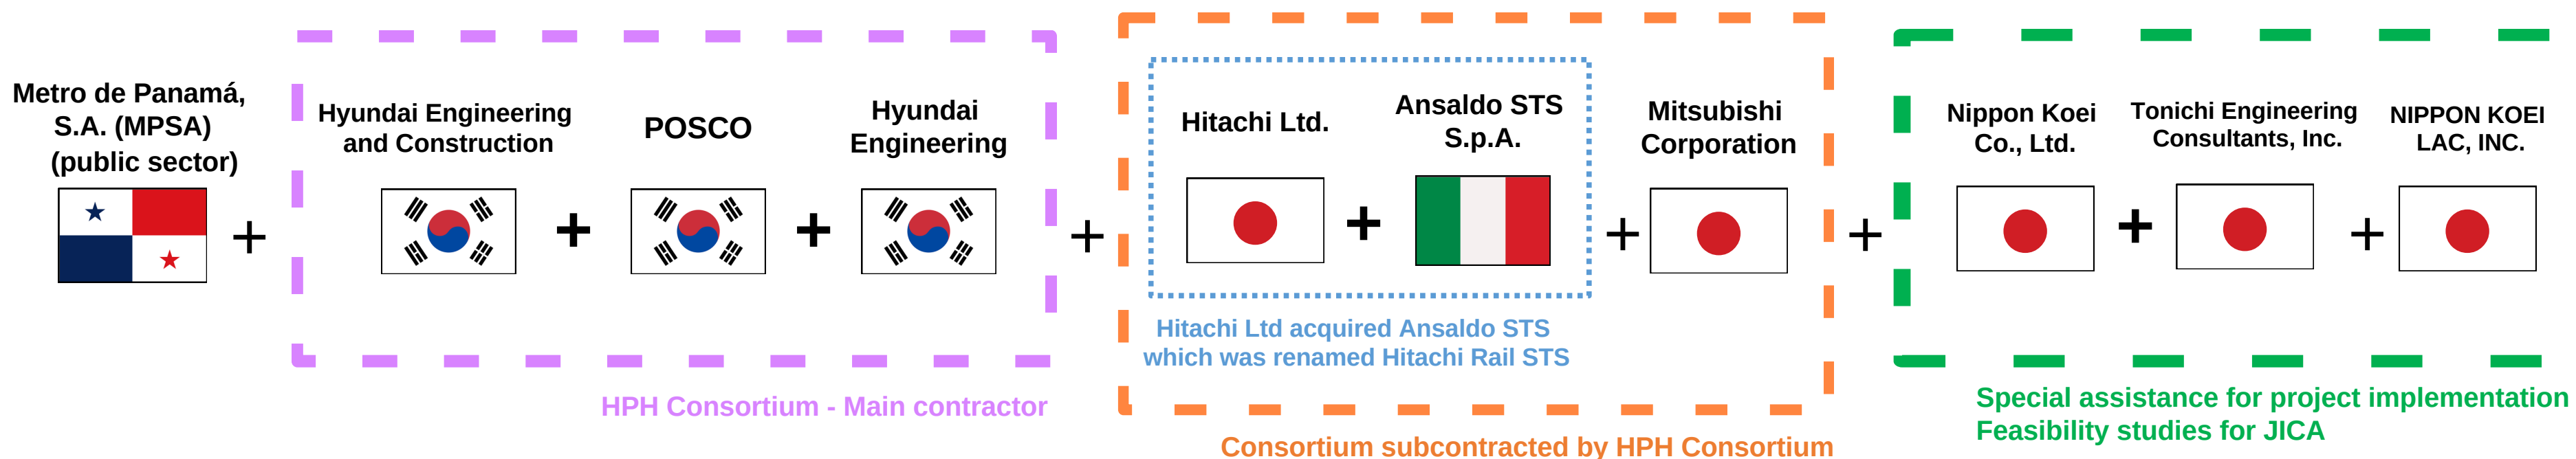 Metro de Panamá,
S.A. (MPSA)
(public sector)
+
Hyundai Engineering
and Construction
+
POSCO
+
Hyundai
Engineering
HPH Consortium - Main contractor
+
Hitachi Ltd.
+
Ansaldo STS
S.p.A.
Hitachi Ltd acquired Ansaldo STS
which was renamed Hitachi Rail STS
+
Mitsubishi
Corporation
Consortium subcontracted by HPH Consortium
+
Nippon Koei
Co., Ltd.
+
Tonichi Engineering
Consultants, Inc.
+
NIPPON KOEI
LAC, INC.
Special assistance for project implementation
Feasibility studies for JICA